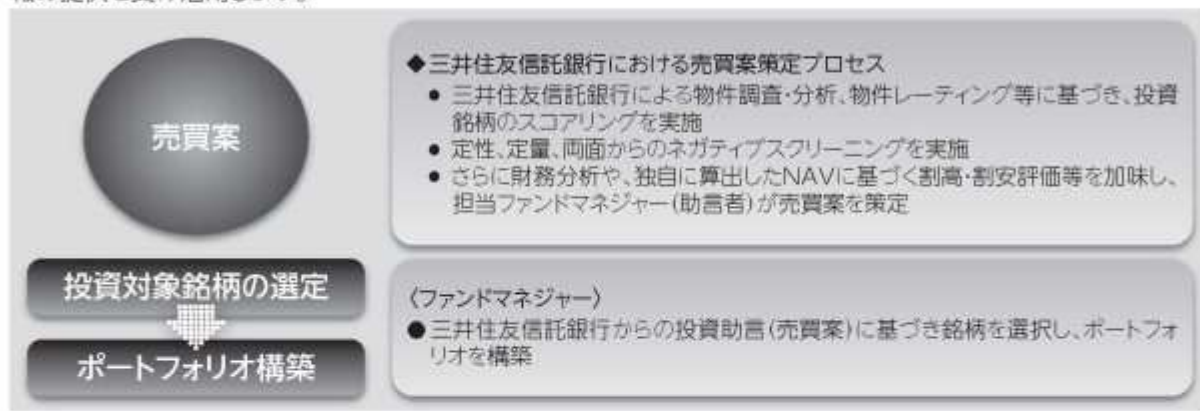 売買案
◆三井住友信託銀行における売買案策定プロセス
● 三井住友信託銀行による物件調査・分析、物件レーティング等に基づき、投資
銘柄のスコアリングを実施
● 定性、定量、両面からのネガティブスクリーニングを実施
● さらに財務分析や、独自に算出したNAVに基づく割高・割安評価等を加味し、
担当ファンドマネジャー(助言者)が売買案を策定
投資対象銘柄の選定
ポートフォリオ構築
〈ファンドマネジャー〉
●三井住友信託銀行からの投資助言(売買案)に基づき銘柄を選択し、ポートフォ
リオを構築